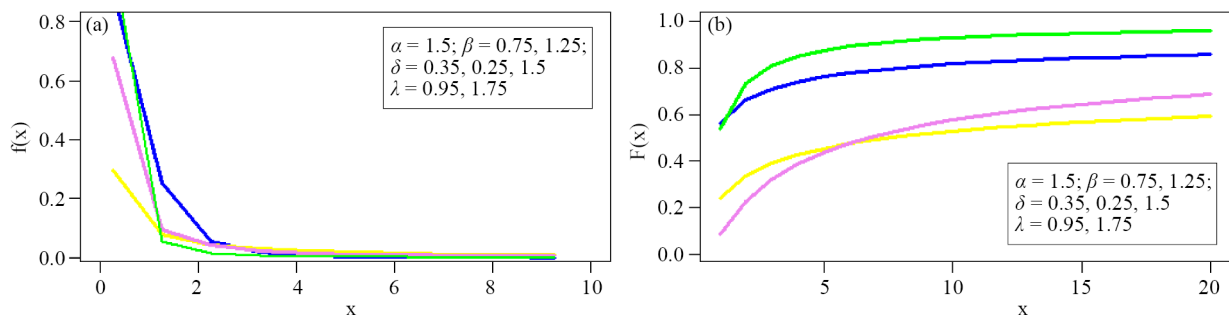 (a)
f(x)
0.8
0.6
0.4
0.2
0.0
α = 1.5; β = 0.75, 1.25;
δ = 0.35, 0.25, 1.5
λ = 0.95, 1.75
0 2 4 6 8 10
x
(b)
F(x)
1.0
0.8
0.6
0.4
0.2
0.0
α = 1.5; β = 0.75, 1.25;
δ = 0.35, 0.25, 1.5
λ = 0.95, 1.75
5 10 15 20
x